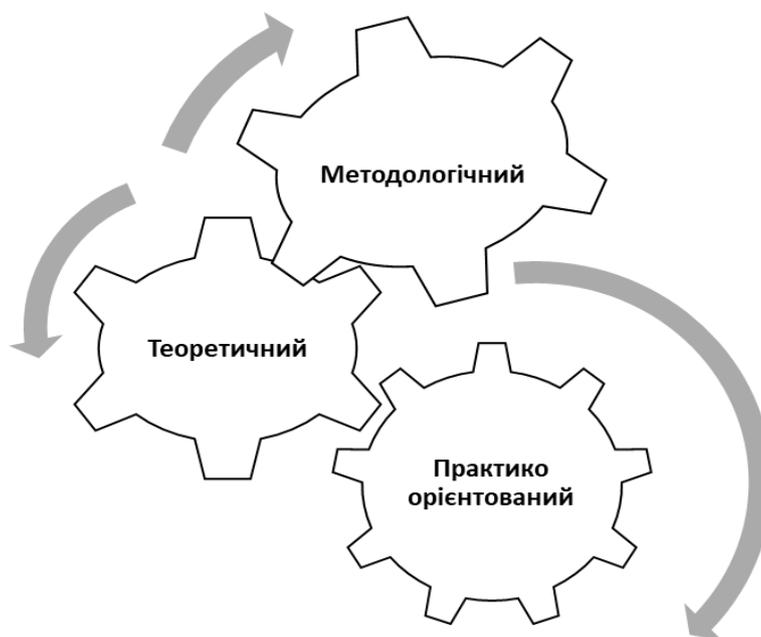 Методологічний
Теоретичний
Практико
орієнтований